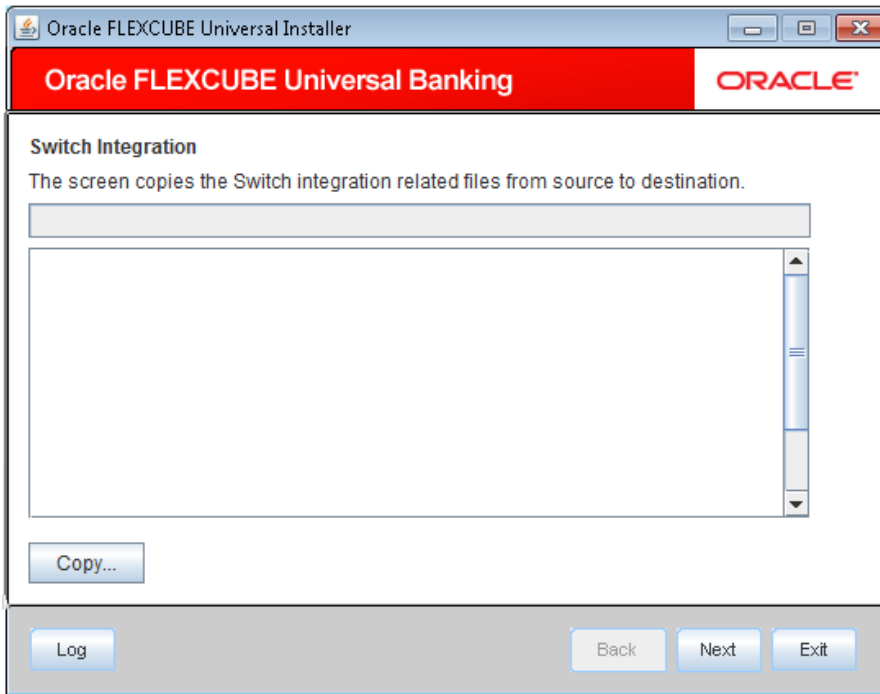 Oracle FLEXCUBE Universal Installer
Oracle FLEXCUBE Universal Banking
ORACLE
Switch Integration
The screen copies the Switch integration related files from source to destination.
Copy...
Log
Back
Next
Exit